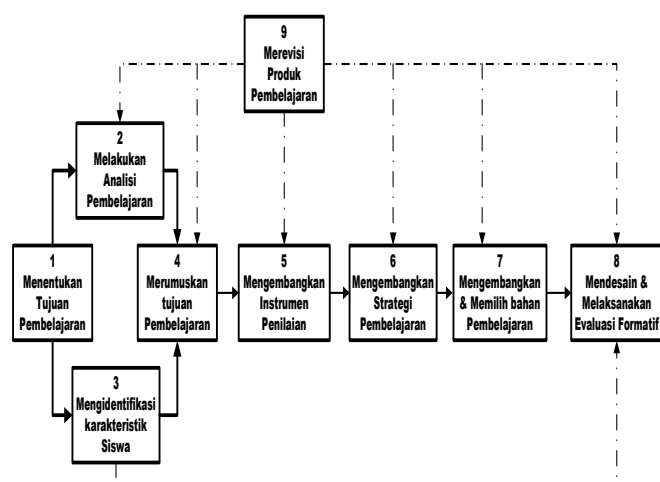 9
Merevisi
Produk
Pembelajaran
2
Melakukan
Analisi
Pembelajaran
1
Menentukan
Tujuan
Pembelajaran
4
Merumuskan
tujuan
Pembelajaran
5
Mengembangkan
Instrumen
Penilaian
6
Mengembangkan
Strategi
Pembelajaran
7
Mengembangkan
& Memilih bahan
Pembelajaran
8
Mendesain &
Melaksanakan
Evaluasi Formatif
3
Mengidentifikasi
karakteristik
Siswa